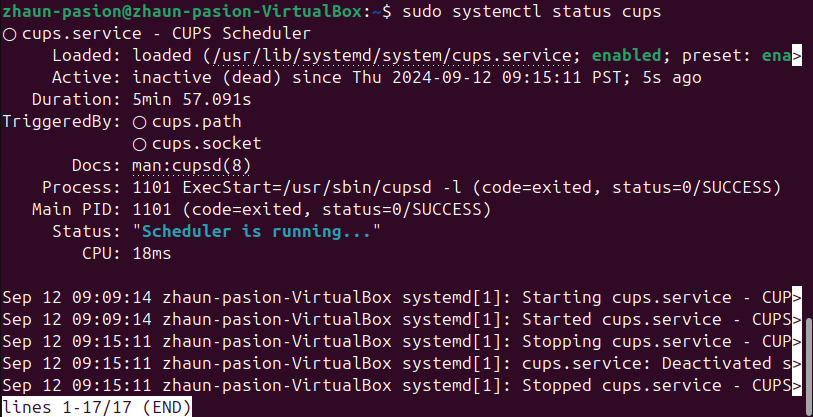 zhaun-pasion@zhaun-pasion-VirtualBox:~$ sudo systemctl status cups
○ cups.service - CUPS Scheduler
     Loaded: loaded (/usr/lib/systemd/system/cups.service; enabled; preset: ena>
     Active: inactive (dead) since Thu 2024-09-12 09:15:11 PST; 5s ago
   Duration: 5min 57.091s
TriggeredBy: ○ cups.path
             ○ cups.socket
       Docs: man:cupsd(8)
    Process: 1101 ExecStart=/usr/sbin/cupsd -l (code=exited, status=0/SUCCESS)
   Main PID: 1101 (code=exited, status=0/SUCCESS)
     Status: "Scheduler is running..."
        CPU: 18ms

Sep 12 09:09:14 zhaun-pasion-VirtualBox systemd[1]: Starting cups.service - CUP>
Sep 12 09:09:14 zhaun-pasion-VirtualBox systemd[1]: Started cups.service - CUPS>
Sep 12 09:15:11 zhaun-pasion-VirtualBox systemd[1]: Stopping cups.service - CUP>
Sep 12 09:15:11 zhaun-pasion-VirtualBox systemd[1]: cups.service: Deactivated s>
Sep 12 09:15:11 zhaun-pasion-VirtualBox systemd[1]: Stopped cups.service - CUPS>
lines 1-17/17 (END)